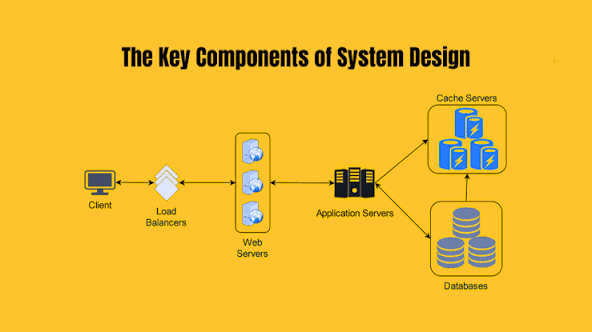 The Key Components of System Design
Cache Servers
Client
Load
Balancers
Web
Servers
Application Servers
Databases